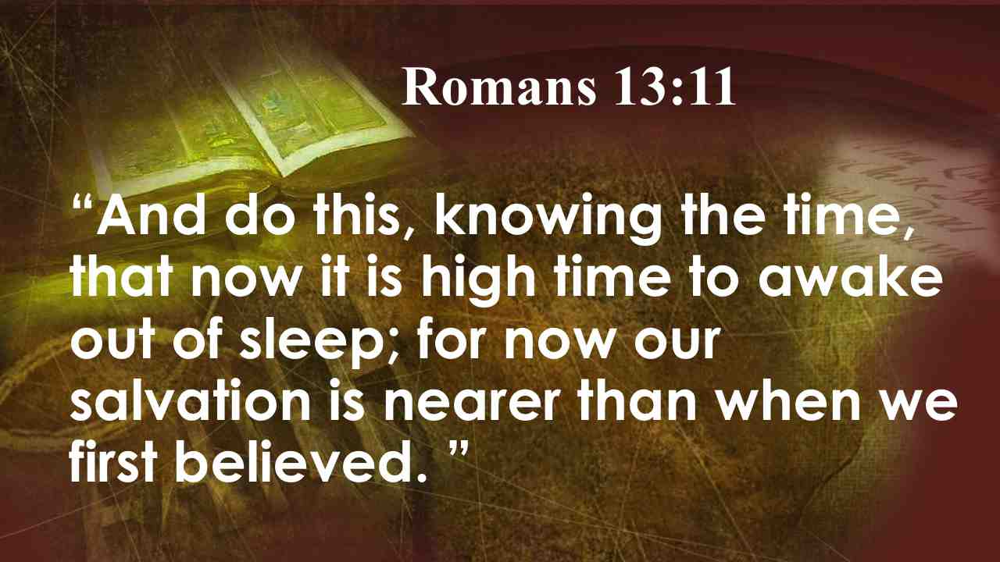 Romans 13:11
“And do this, knowing the time,
that now it is high time to awake
out of sleep; for now our
salvation is nearer than when we
first believed. ”